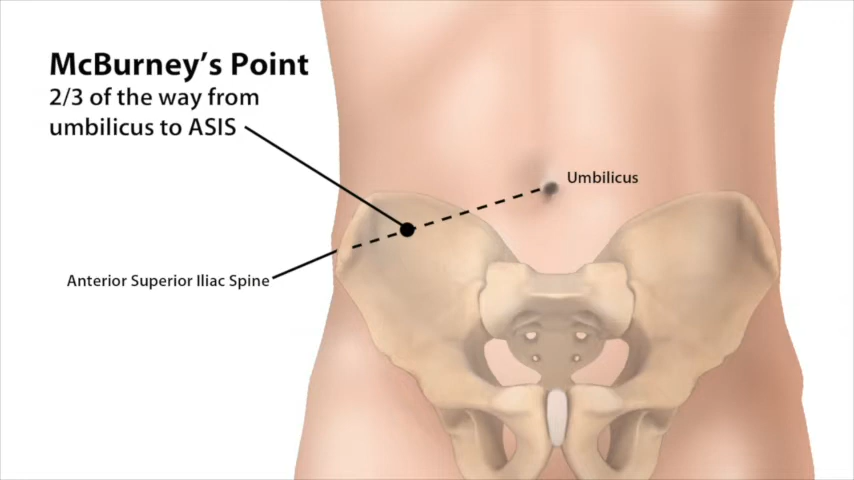 McBurney’s Point
2/3 of the way from
umbilicus to ASIS
Umbilicus
Anterior Superior Iliac Spine